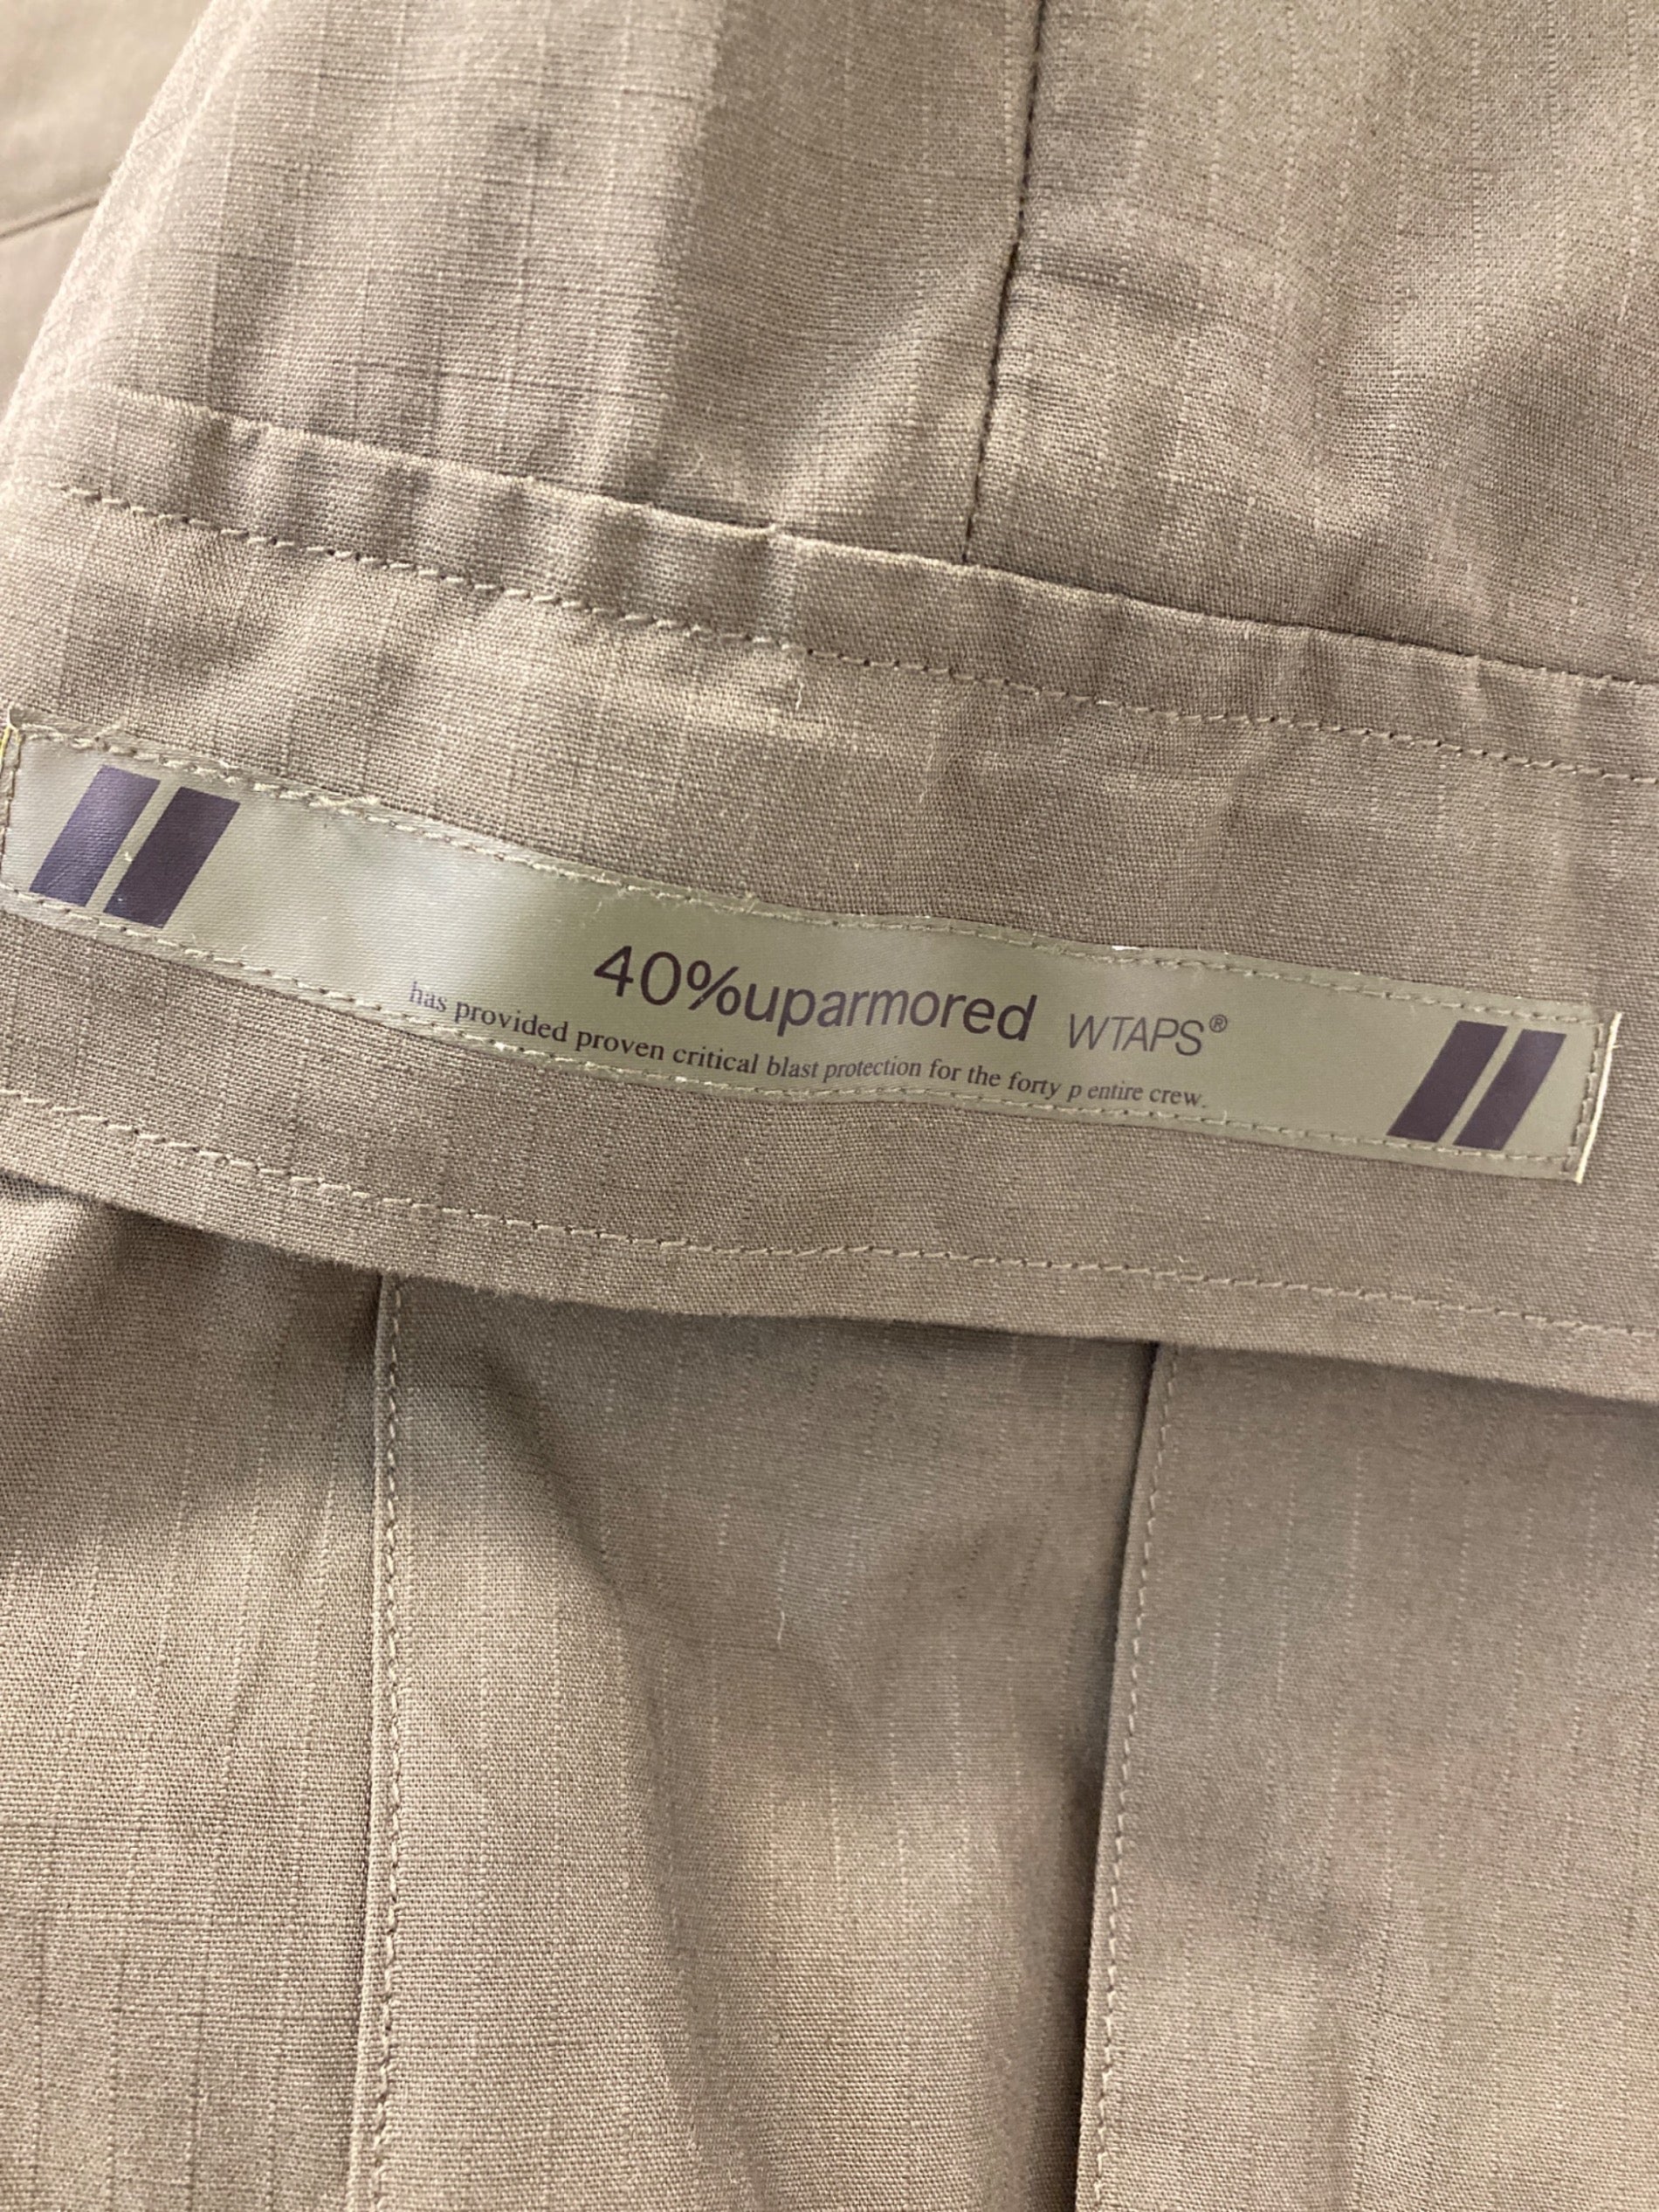 40%uparmored WTAPS®
has provided proven critical blast protection for the forty p entire crew.